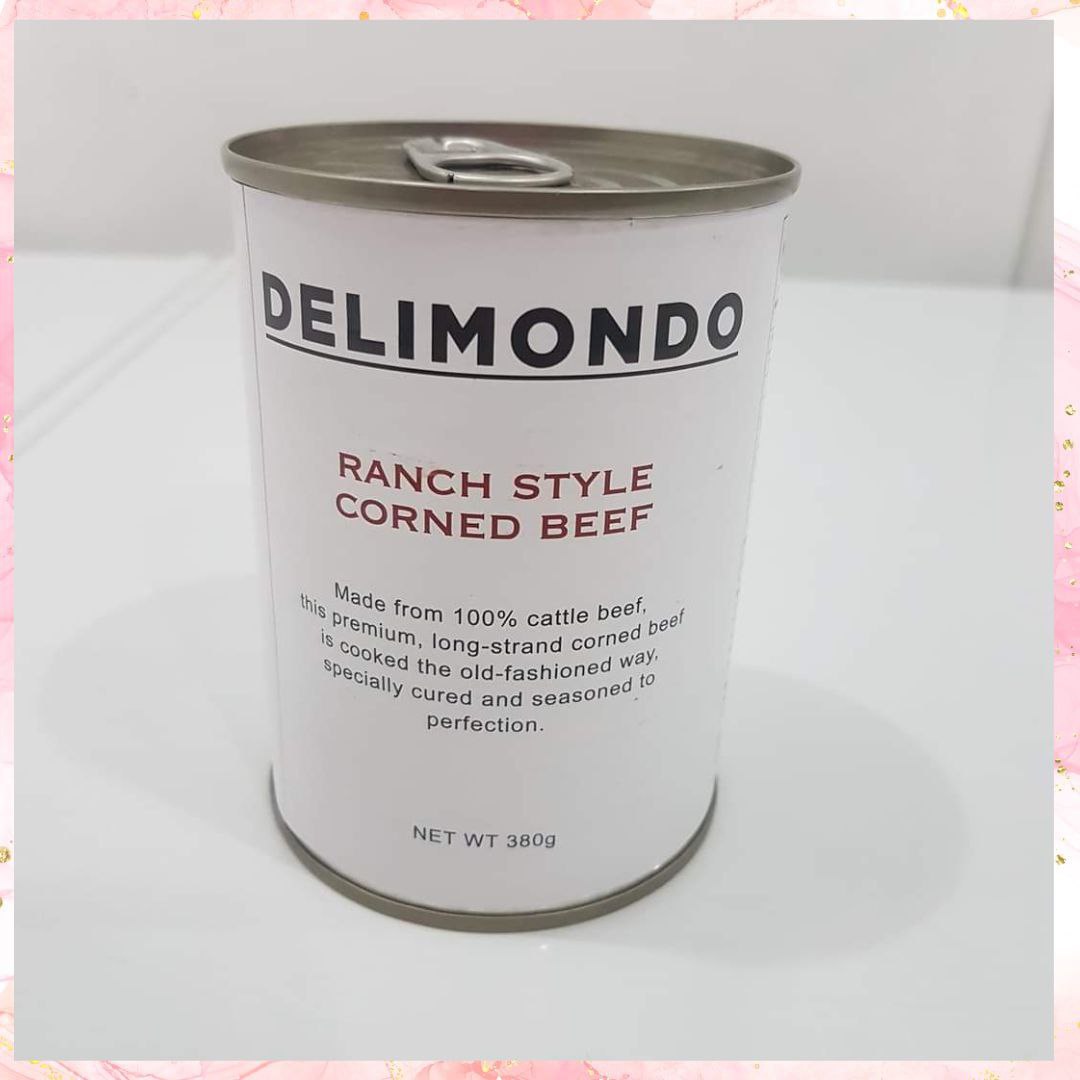 DELIMONDO
RANCH STYLE
CORNED BEEF
Made from 100% cattle beef,
this premium, long-strand corned beef
is cooked the old-fashioned way,
specially cured and seasoned to
perfection.
NET WT 380g